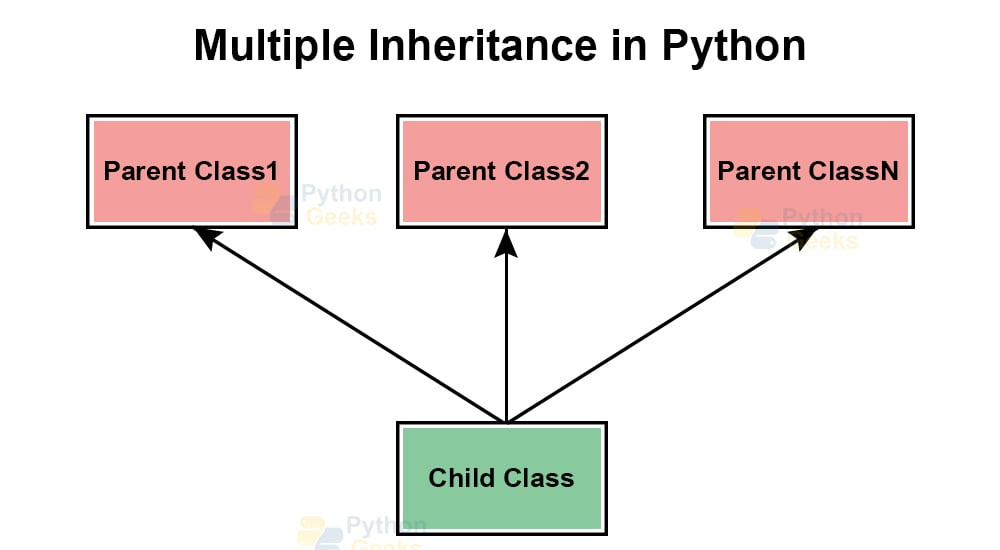 Multiple Inheritance in Python
Parent Class1
Parent Class2
Parent ClassN
Python
Geeks
Python
Geeks
Child Class
Python
Geeks